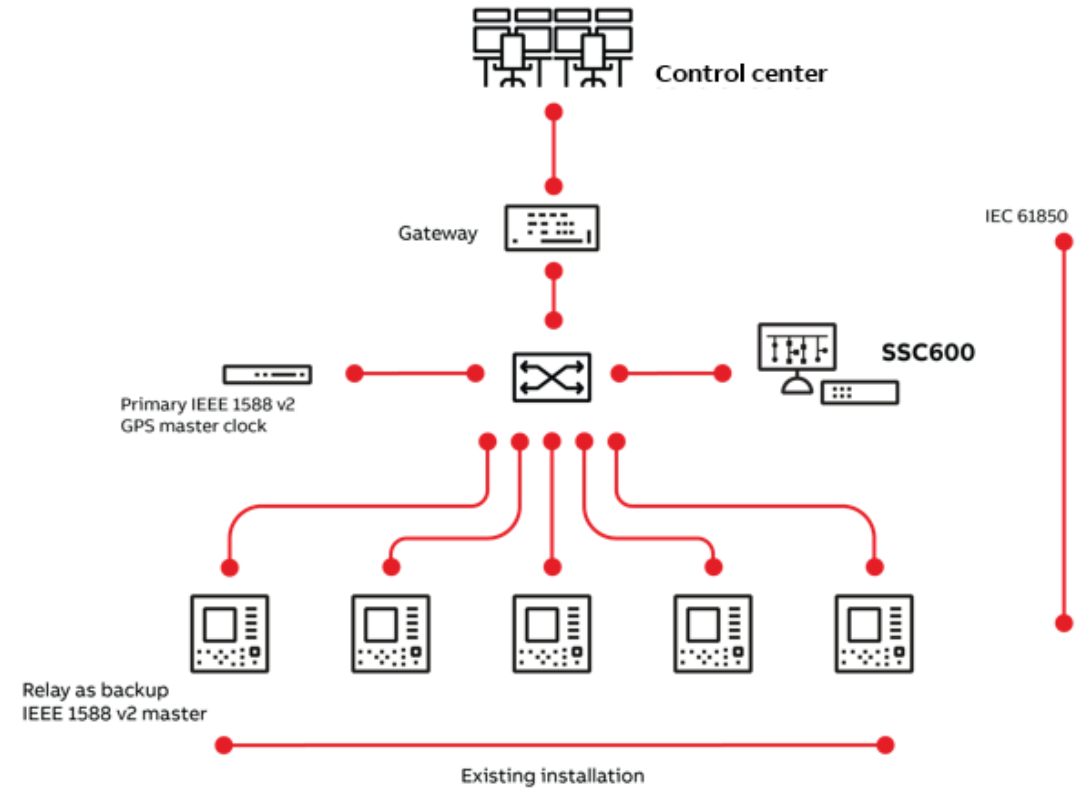 Control center
Gateway
IEC 61850
SSC600
Primary IEEE 1588 v2
GPS master clock
Relay as backup
IEEE 1588 v2 master
Existing installation